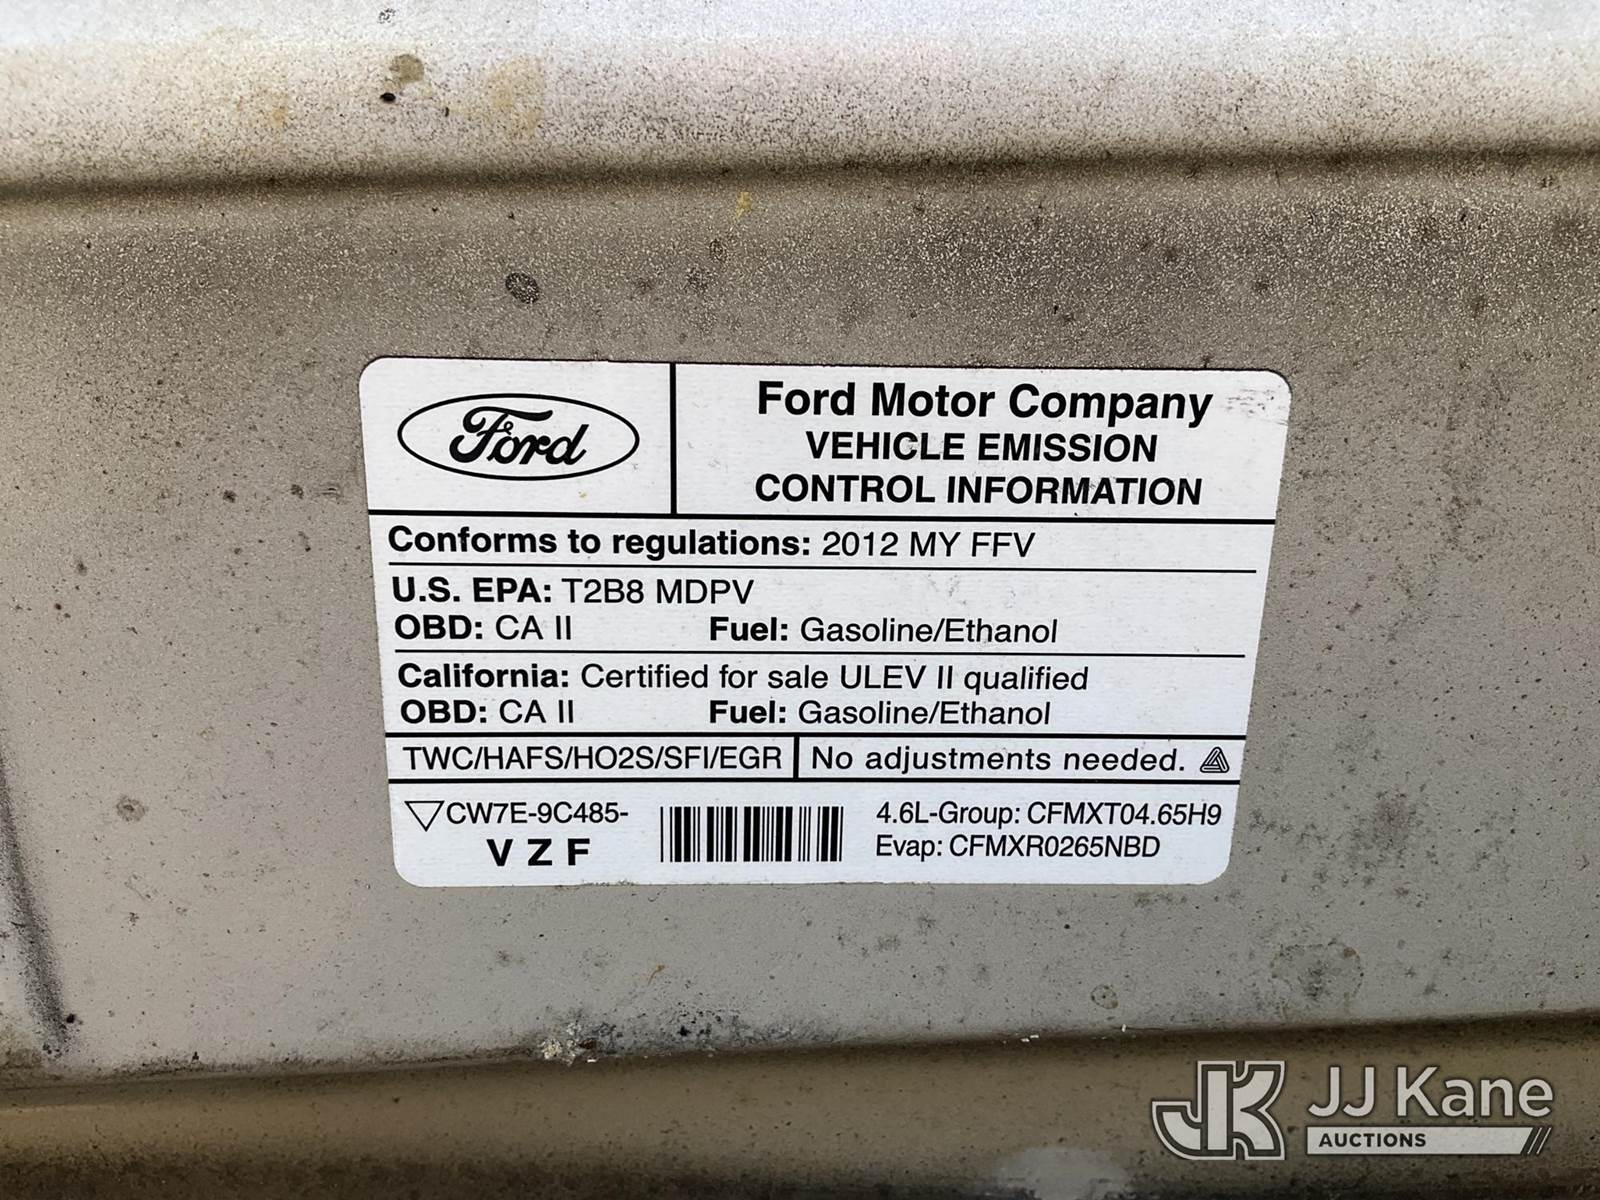 Ford
Ford Motor Company
VEHICLE EMISSION
CONTROL INFORMATION
Conforms to regulations: 2012 MY FFV
U.S. EPA: T2B8 MDPV
OBD: CA II Fuel: Gasoline/Ethanol
California: Certified for sale ULEV II qualified
OBD: CA II Fuel: Gasoline/Ethanol
TWC/HAFS/HO2S/SFI/EGR No adjustments needed.
CW7E-9C485-
VZF
4.6L-Group: CFMXT04.65H9
Evap: CFMXR0265NBD
JK JJ Kane
AUCTIONS